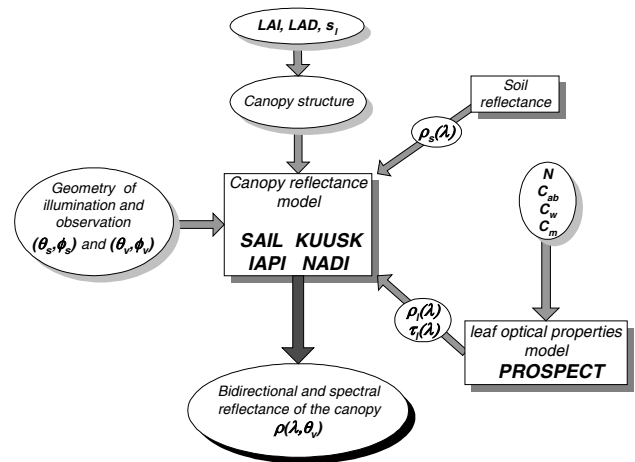 LAI, LAD, s_l
Canopy structure
Soil
reflectance
ρ_s(λ)
Geometry of
illumination and
observation
(θ_s,ϕ_s) and (θ_v,ϕ_v)
Canopy reflectance
model
SAIL KUUSK
IAPI NADI
N
C_ab
C_w
C_m
ρ_l(λ)
τ_l(λ)
leaf optical properties
model
PROSPECT
Bidirectional and spectral
reflectance of the canopy
ρ(λ,θ_v)